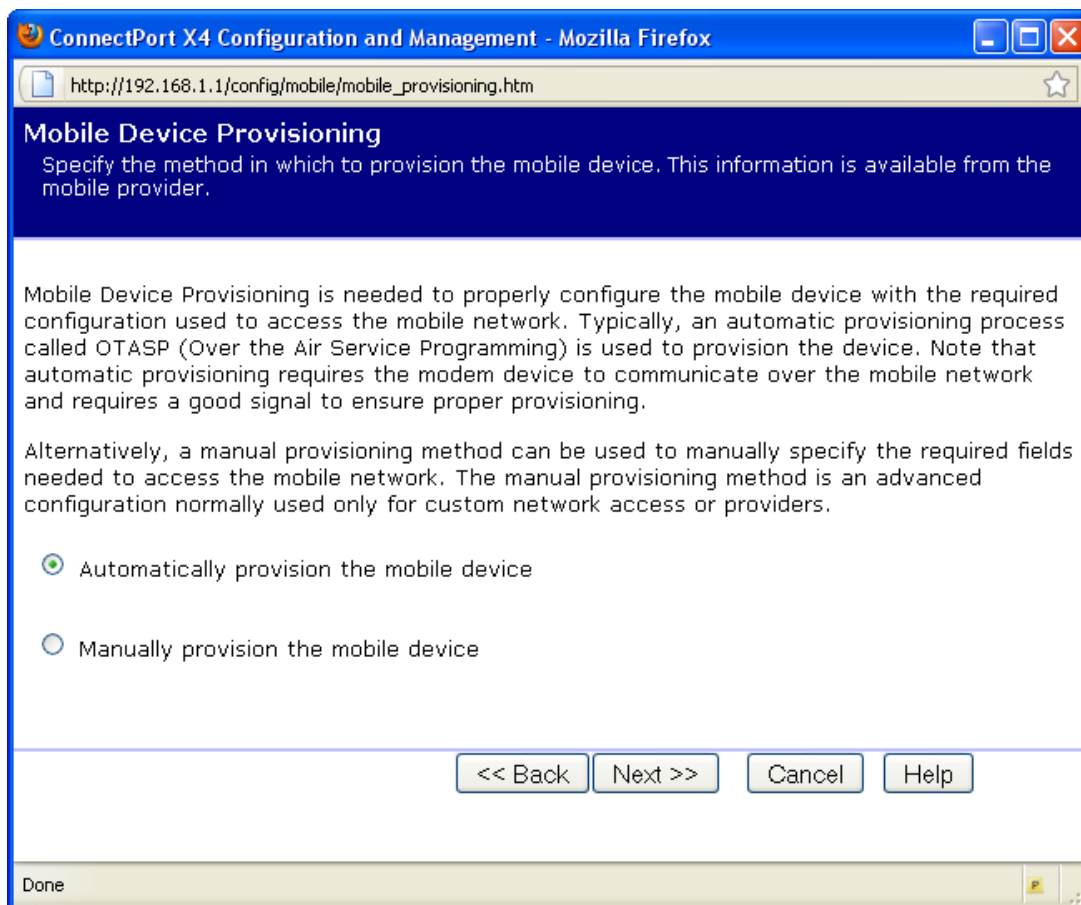 ConnectPort X4 Configuration and Management - Mozilla Firefox
http://192.168.1.1/config/mobile/mobile_provisioning.htm
Mobile Device Provisioning
Specify the method in which to provision the mobile device. This information is available from the
mobile provider.
Mobile Device Provisioning is needed to properly configure the mobile device with the required
configuration used to access the mobile network. Typically, an automatic provisioning process
called OTASP (Over the Air Service Programming) is used to provision the device. Note that
automatic provisioning requires the modem device to communicate over the mobile network
and requires a good signal to ensure proper provisioning.
Alternatively, a manual provisioning method can be used to manually specify the required fields
needed to access the mobile network. The manual provisioning method is an advanced
configuration normally used only for custom network access or providers.
Automatically provision the mobile device
Manually provision the mobile device
<< Back Next >> Cancel Help
Done P